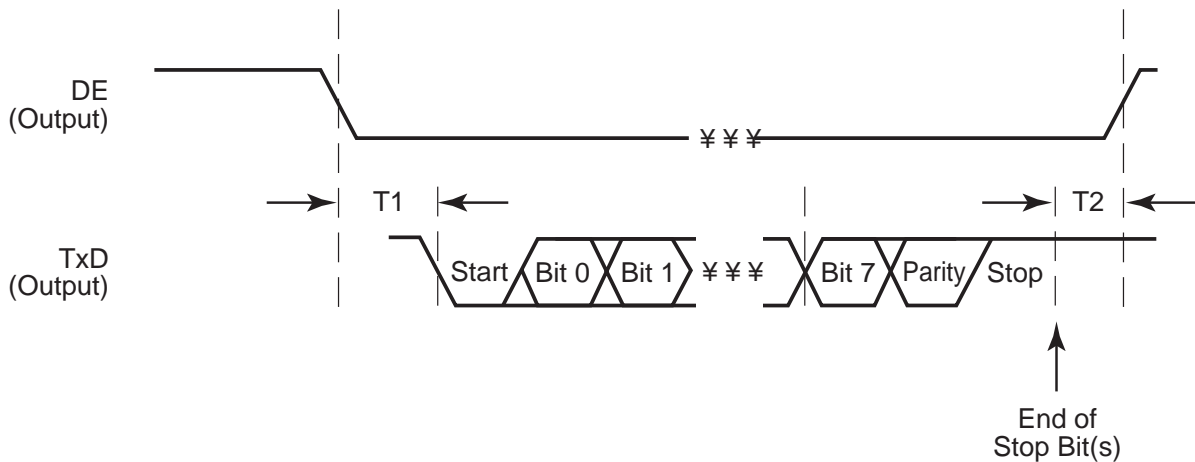 DE
(Output)
¥ ¥ ¥
T1
T2
TxD
(Output)
Start
Bit 0
Bit 1
¥ ¥ ¥
Bit 7
Parity
Stop
End of
Stop Bit(s)